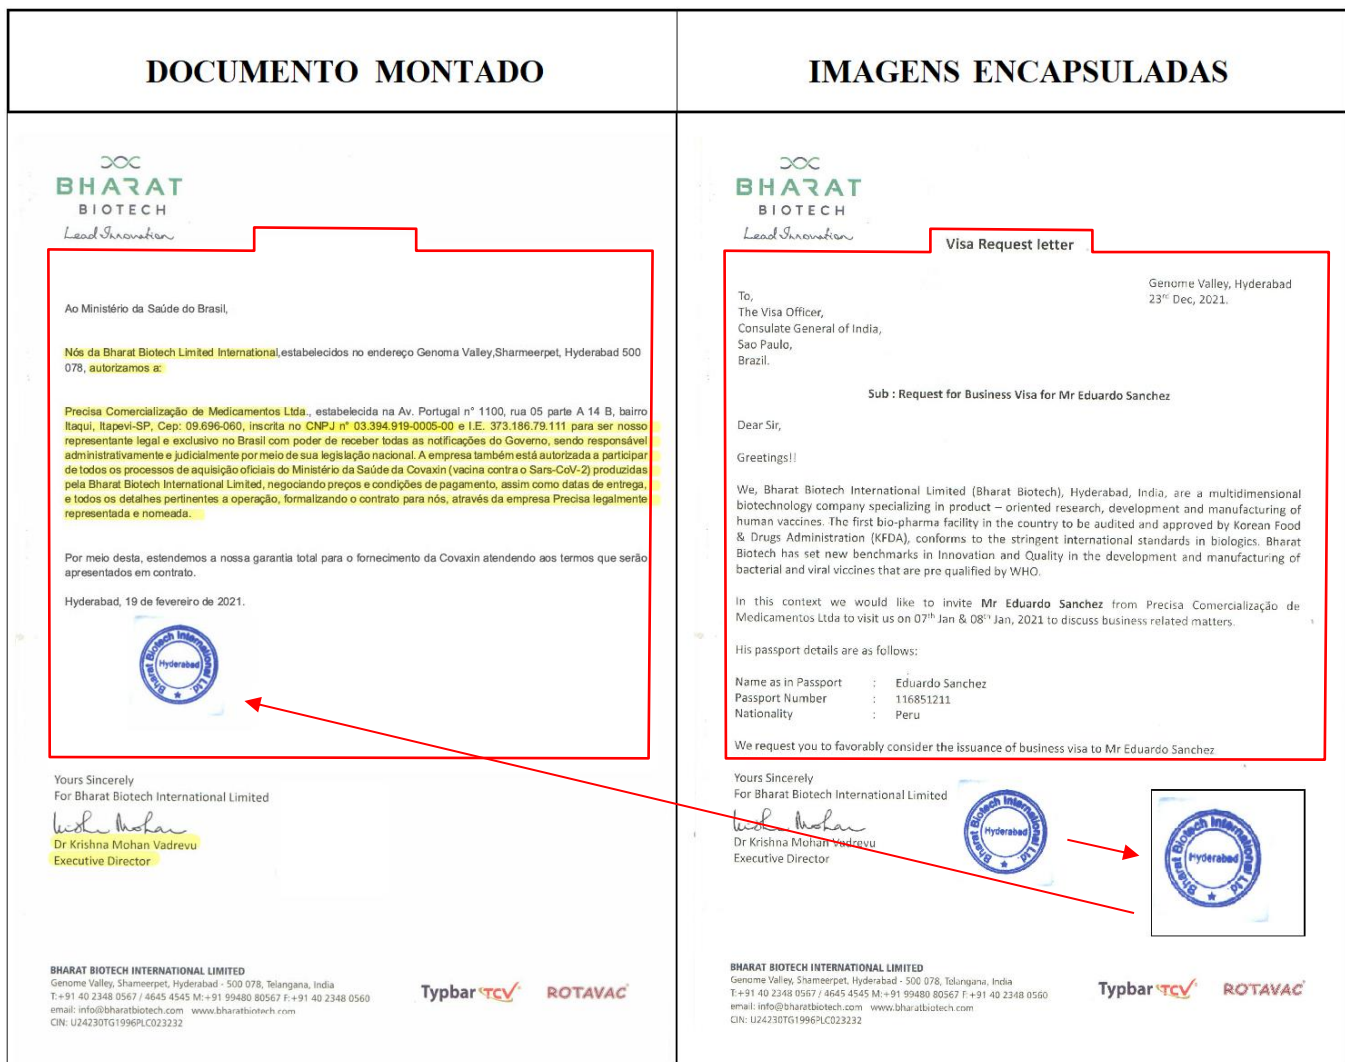 DOCUMENTO MONTADO
BHARAT
BIOTECH
Lead Innovation
Ao Ministério da Saúde do Brasil,
Nós da Bharat Biotech Limited International,estabelecidos no endereço Genoma Valley,Sharmeerpet, Hyderabad 500
078, autorizamos a:
Precisa Comercialização de Medicamentos Ltda., estabelecida na Av. Portugal n° 1100, rua 05 parte A 14 B, bairro
Itaqui, Itapevi-SP, Cep: 09.696-060, inscrita no CNPJ n° 03.394.919-0005-00 e I.E. 373.186.79.111 para ser nosso
representante legal e exclusivo no Brasil com poder de receber todas as notificações do Governo, sendo responsável
administrativamente e judicialmente por meio de sua legislação nacional. A empresa também está autorizada a participar
de todos os processos de aquisição oficiais do Ministério da Saúde da Covaxin (vacina contra o Sars-CoV-2) produzidas
pela Bharat Biotech International Limited, negociando preços e condições de pagamento, assim como datas de entrega,
e todos os detalhes pertinentes a operação, formalizando o contrato para nós, através da empresa Precisa legalmente
representada e nomeada.
Por meio desta, estendemos a nossa garantia total para o fornecimento da Covaxin atendendo aos termos que serão
apresentados em contrato.
Hyderabad, 19 de fevereiro de 2021.
Bharat Biotech International Ltd.
Hyderabad
Yours Sincerely
For Bharat Biotech International Limited
Krishna Mohan
Dr Krishna Mohan Vadrevu
Executive Director
BHARAT BIOTECH INTERNATIONAL LIMITED
Genome Valley, Shameerpet, Hyderabad - 500 078, Telangana, India
T:+91 40 2348 0567 / 4645 4545 M:+91 99480 80567 F:+91 40 2348 0560
email: info@bharatbiotech.com www.bharatbiotech.com
CIN: U24230TG1996PLC023232
Typbar TCV
ROTAVAC
IMAGENS ENCAPSULADAS
BHARAT
BIOTECH
Lead Innovation
Visa Request letter
Genome Valley, Hyderabad
23rd Dec, 2021.
To,
The Visa Officer,
Consulate General of India,
Sao Paulo,
Brazil.
Sub : Request for Business Visa for Mr Eduardo Sanchez
Dear Sir,
Greetings!!
We, Bharat Biotech International Limited (Bharat Biotech), Hyderabad, India, are a multidimensional
biotechnology company specializing in product – oriented research, development and manufacturing of
human vaccines. The first bio-pharma facility in the country to be audited and approved by Korean Food
& Drugs Administration (KFDA), conforms to the stringent international standards in biologics. Bharat
Biotech has set new benchmarks in Innovation and Quality in the development and manufacturing of
bacterial and viral viccines that are pre qualified by WHO.
In this context we would like to invite Mr Eduardo Sanchez from Precisa Comercialização de
Medicamentos Ltda to visit us on 07th Jan & 08th Jan, 2021 to discuss business related matters.
His passport details are as follows:
Name as in Passport : Eduardo Sanchez
Passport Number : 116851211
Nationality : Peru
We request you to favorably consider the issuance of business visa to Mr Eduardo Sanchez
Yours Sincerely
For Bharat Biotech International Limited
Krishna Mohan
Dr Krishna Mohan Vadrevu
Executive Director
Bharat Biotech International Ltd.
Hyderabad
Bharat Biotech International Ltd.
Hyderabad
BHARAT BIOTECH INTERNATIONAL LIMITED
Genome Valley, Shameerpet, Hyderabad - 500 078, Telangana, India
T:+91 40 2348 0567 / 4645 4545 M:+91 99480 80567 F:+91 40 2348 0560
email: info@bharatbiotech.com www.bharatbiotech.com
CIN: U24230TG1996PLC023232
Typbar TCV
ROTAVAC